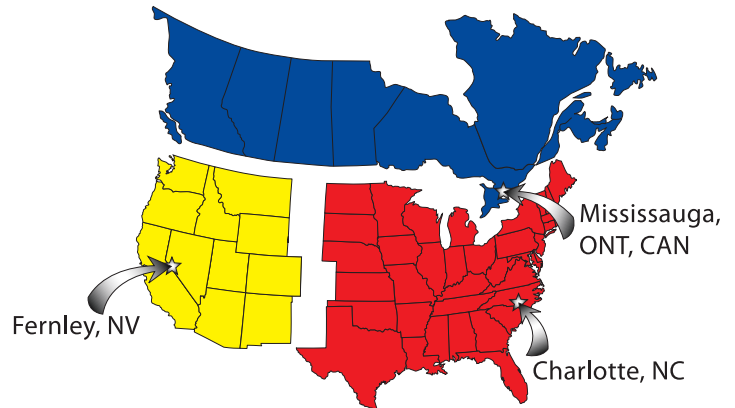 Mississauga,
ONT, CAN
Fernley, NV
Charlotte, NC